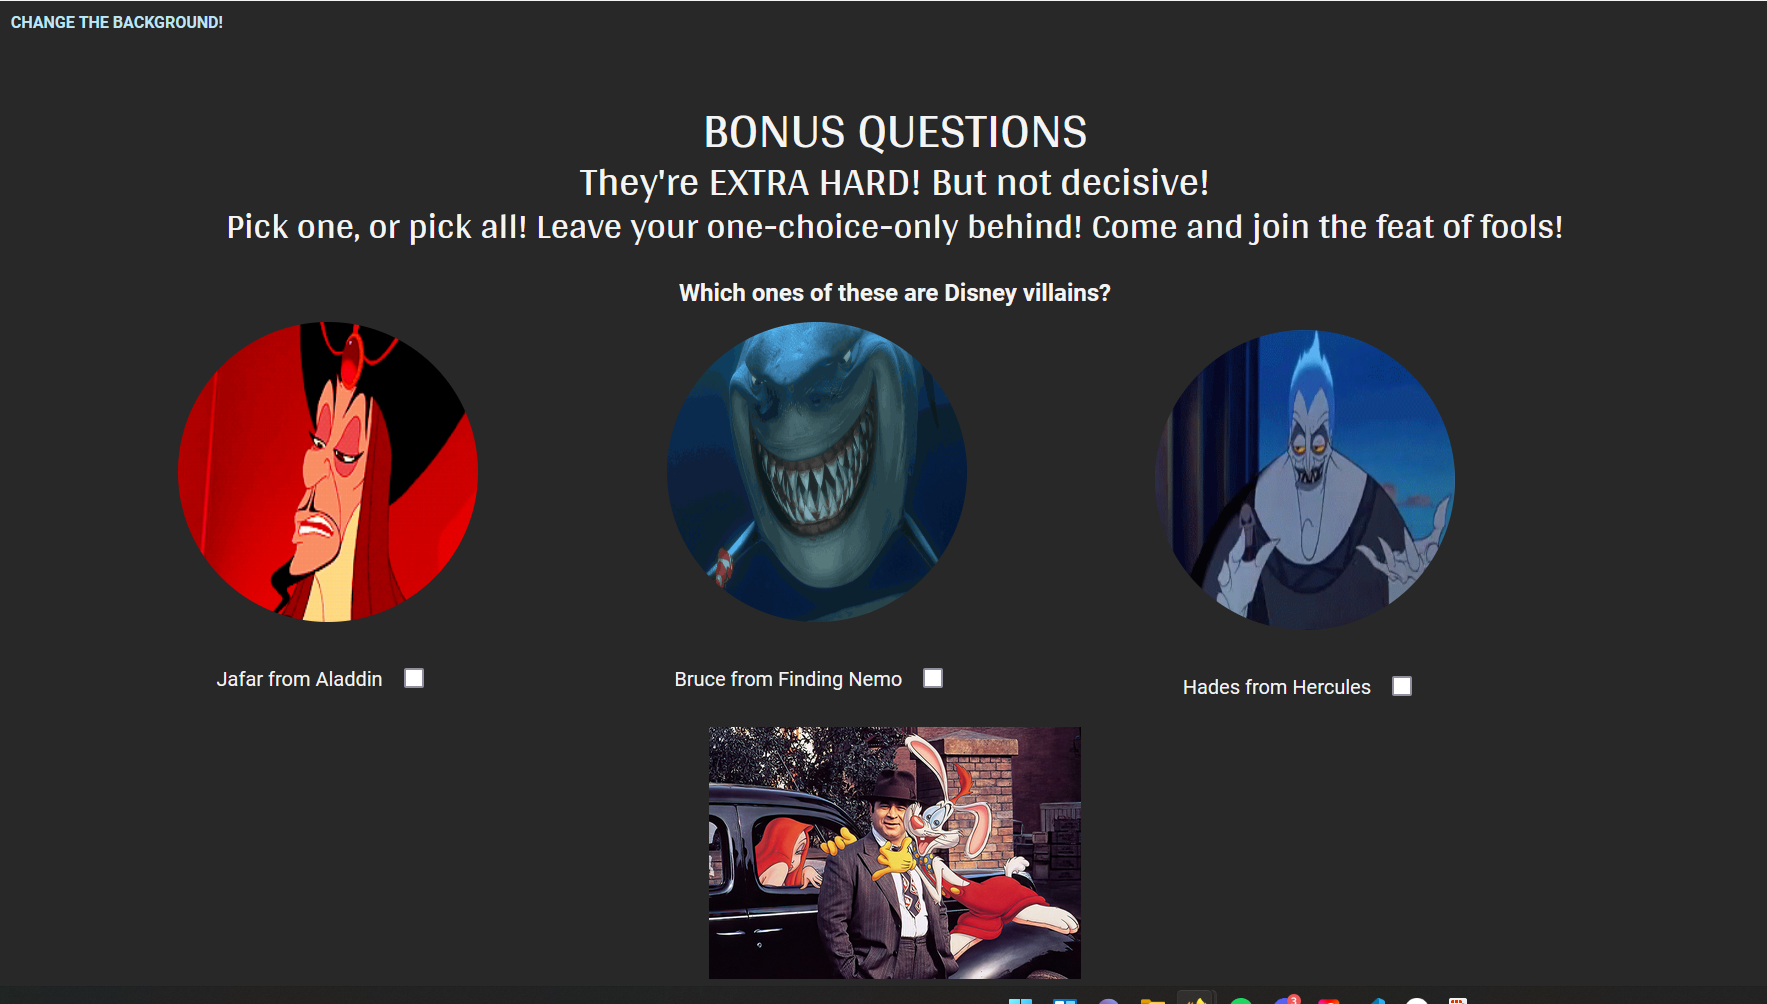 CHANGE THE BACKGROUND!
BONUS QUESTIONS
They're EXTRA HARD! But not decisive!
Pick one, or pick all! Leave your one-choice-only behind! Come and join the feat of fools!
Which ones of these are Disney villains?
Jafar from Aladdin
Bruce from Finding Nemo
Hades from Hercules
3